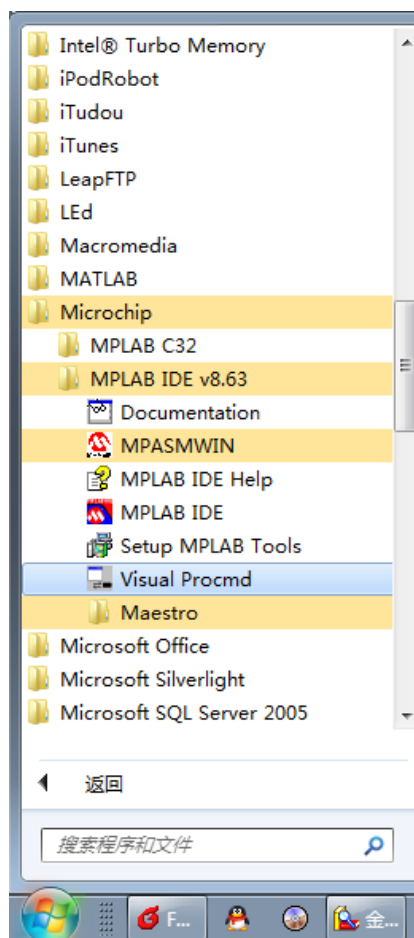 Intel® Turbo Memory
iPodRobot
iTudou
iTunes
LeapFTP
LEd
Macromedia
MATLAB
Microchip
MPLAB C32
MPLAB IDE v8.63
Documentation
MPASMWIN
MPLAB IDE Help
MPLAB IDE
Setup MPLAB Tools
Visual Procmd
Maestro
Microsoft Office
Microsoft Silverlight
Microsoft SQL Server 2005
返回
搜索程序和文件
F... 金...